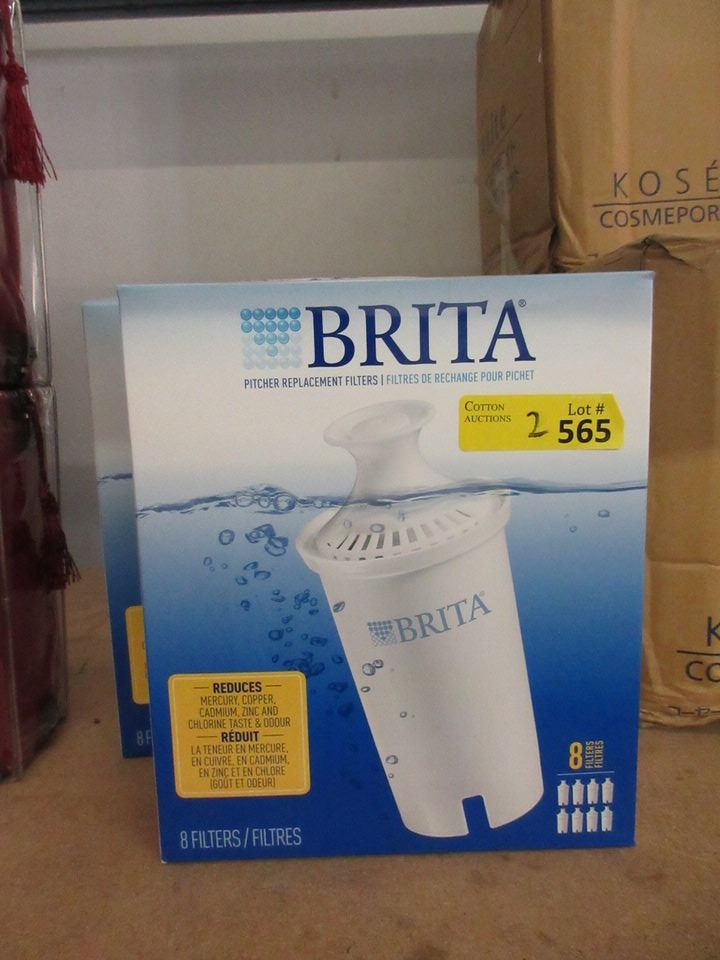 BRITA®
PITCHER REPLACEMENT FILTERS | FILTRES DE RECHANGE POUR PICHET
COTTON AUCTIONS
2
Lot #
565
BRITA
REDUCES
MERCURY, COPPER,
CADMIUM, ZINC AND
CHLORINE TASTE & ODOUR
RÉDUIT
LA TENEUR EN MERCURE,
EN CUIVRE, EN CADMIUM,
EN ZINC ET EN CHLORE
(GOÛT ET ODEUR)
8 FILTERS
FILTRES
8 FILTERS/FILTRES
8 F
KOSÉ
COSMEPOR
K
CO